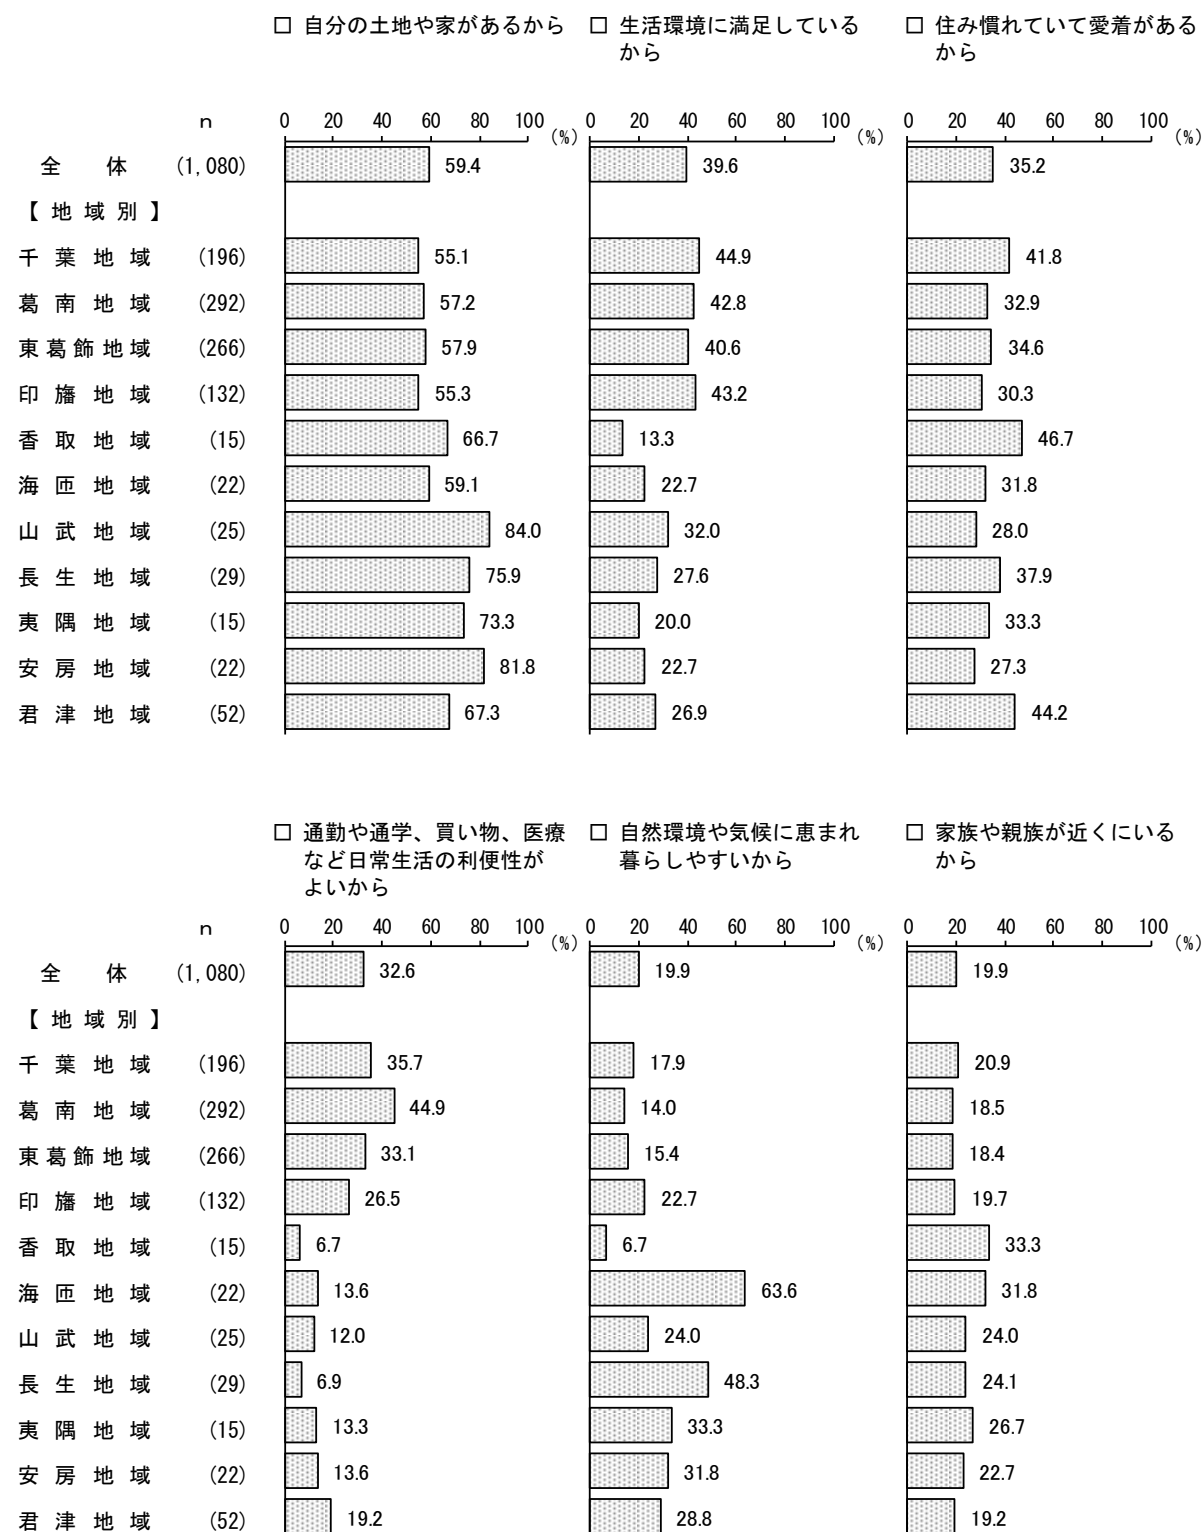 □ 自分の土地や家があるから □ 生活環境に満足している □ 住み慣れていて愛着がある
から から
n 0 20 40 60 80 100 (%) 0 20 40 60 80 100 (%) 0 20 40 60 80 100 (%)
全体 (1,080) 59.4 39.6 35.2
【地域別】
千葉地域 (196) 55.1 44.9 41.8
葛南地域 (292) 57.2 42.8 32.9
東葛飾地域 (266) 57.9 40.6 34.6
印旛地域 (132) 55.3 43.2 30.3
香取地域 (15) 66.7 13.3 46.7
海匝地域 (22) 59.1 22.7 31.8
山武地域 (25) 84.0 32.0 28.0
長生地域 (29) 75.9 27.6 37.9
夷隅地域 (15) 73.3 20.0 33.3
安房地域 (22) 81.8 22.7 27.3
君津地域 (52) 67.3 26.9 44.2
□ 通勤や通学、買い物、医療 □ 自然環境や気候に恵まれ □ 家族や親族が近くにいる
など日常生活の利便性が 暮らしやすいから から
よいから
n 0 20 40 60 80 100 (%) 0 20 40 60 80 100 (%) 0 20 40 60 80 100 (%)
全体 (1,080) 32.6 19.9 19.9
【地域別】
千葉地域 (196) 35.7 17.9 20.9
葛南地域 (292) 44.9 14.0 18.5
東葛飾地域 (266) 33.1 15.4 18.4
印旛地域 (132) 26.5 22.7 19.7
香取地域 (15) 6.7 6.7 33.3
海匝地域 (22) 13.6 63.6 31.8
山武地域 (25) 12.0 24.0 24.0
長生地域 (29) 6.9 48.3 24.1
夷隅地域 (15) 13.3 33.3 26.7
安房地域 (22) 13.6 31.8 22.7
君津地域 (52) 19.2 28.8 19.2